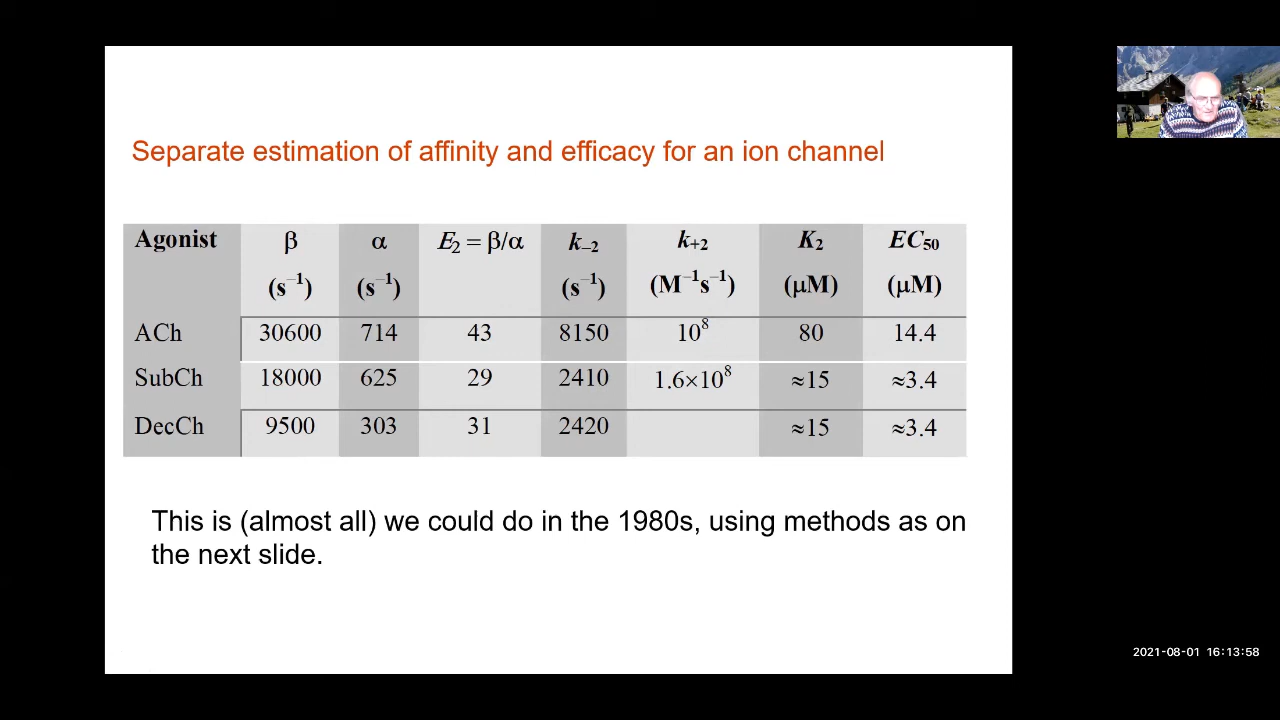 Separate estimation of affinity and efficacy for an ion channel
Agonist β α E₂ = β/α k₋₂ k₊₂ K₂ EC₅₀
(s⁻¹) (s⁻¹) (s⁻¹) (M⁻¹s⁻¹) (μM) (μM)
ACh 30600 714 43 8150 10⁸ 80 14.4
SubCh 18000 625 29 2410 1.6×10⁸ ≈15 ≈3.4
DecCh 9500 303 31 2420 ≈15 ≈3.4
This is (almost all) we could do in the 1980s, using methods as on
the next slide.
2021-08-01 16:13:58